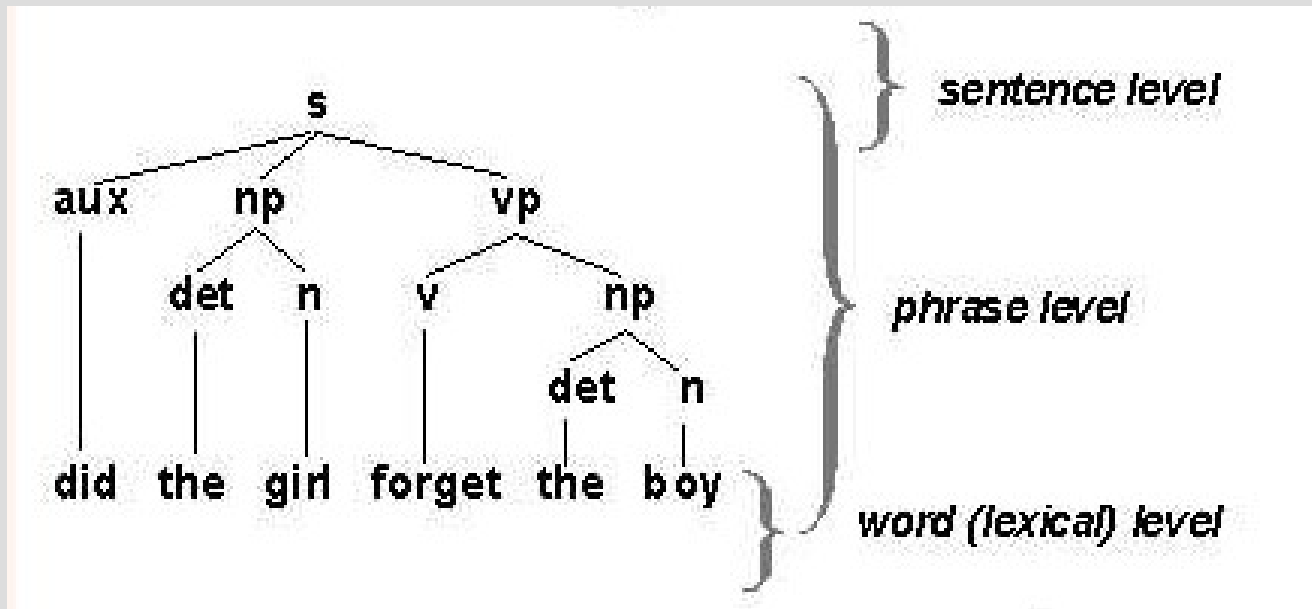 sentence level
s
aux np vp
det n v np
phrase level
det n
did the girl forget the boy
word (lexical) level